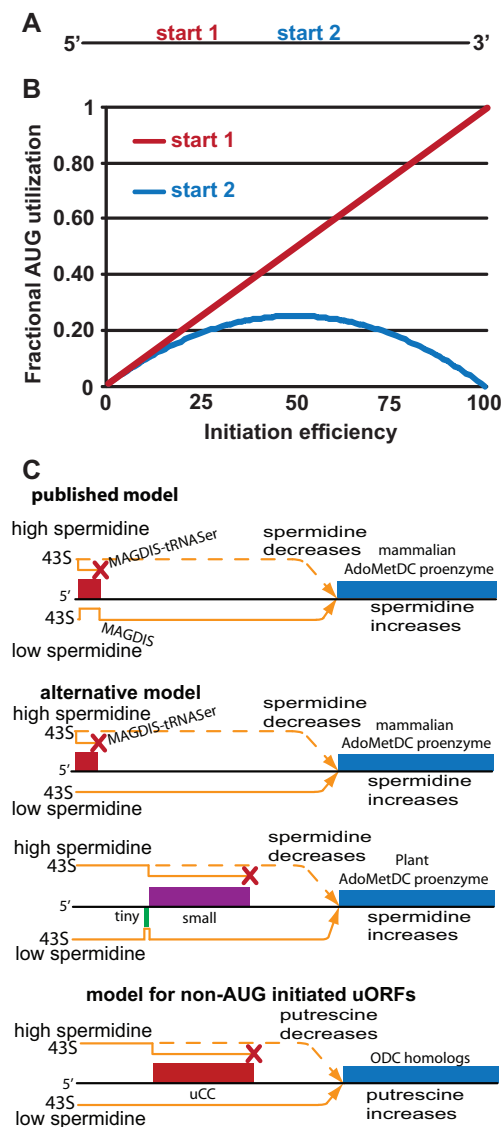 A
5’ start 1 start 2 3’
B
Fractional AUG utilization
1
0.80
0.60
0.40
0.20
0
start 1
start 2
0 25 50 75 100
Initiation efficiency
C
published model
high spermidine
43S
MAGDIS-tRNASer
spermidine
decreases
mammalian
AdoMetDC proenzyme
5’
spermidine
increases
43S
MAGDIS
low spermidine
alternative model
high spermidine
43S
MAGDIS-tRNASer
spermidine
decreases
mammalian
AdoMetDC proenzyme
5’
spermidine
increases
43S
low spermidine
high spermidine
43S
spermidine
decreases
Plant
AdoMetDC proenzyme
5’
tiny small
spermidine
increases
43S
low spermidine
model for non-AUG initiated uORFs
high spermidine
43S
putrescine
decreases
ODC homologs
5’
uCC
putrescine
increases
43S
low spermidine